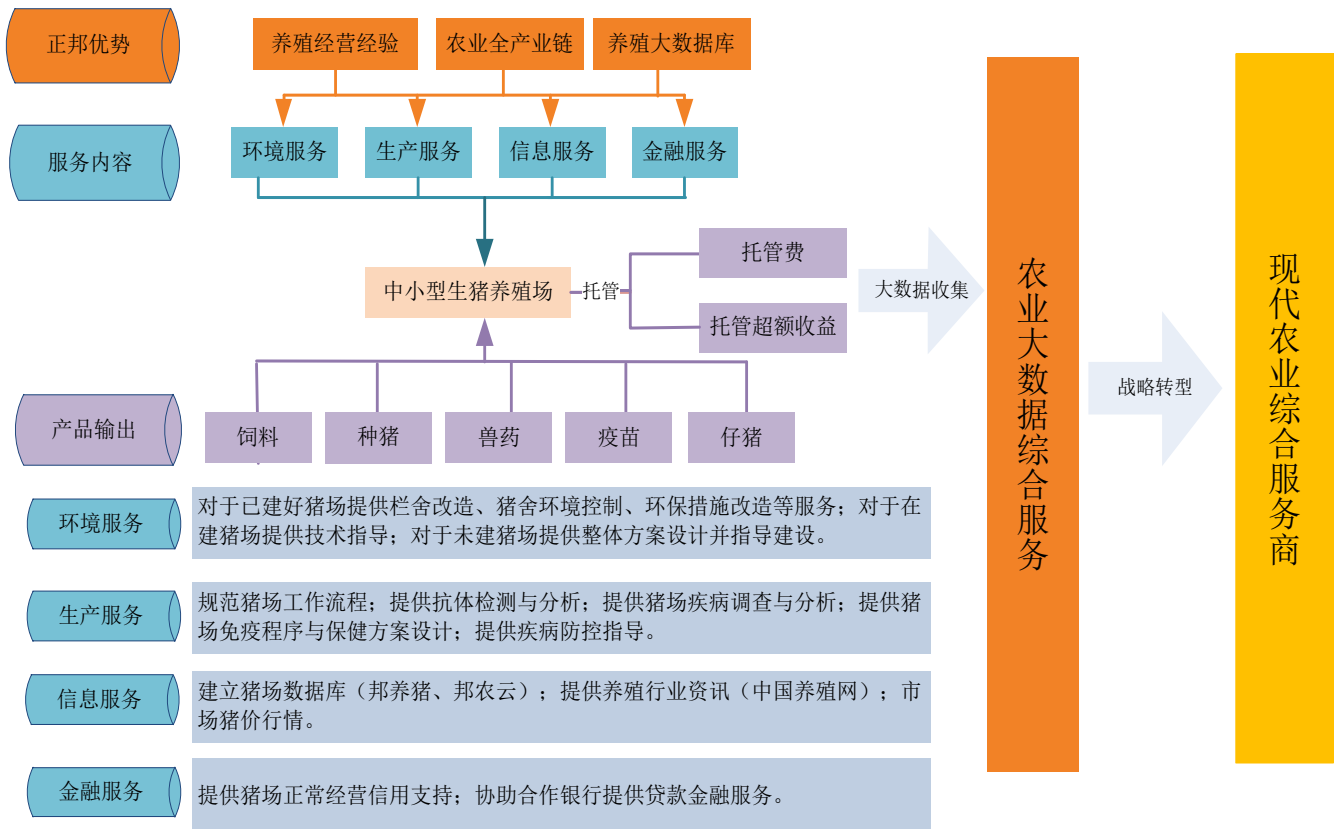 正邦优势
养殖经营经验
农业全产业链
养殖大数据库
服务内容
环境服务
生产服务
信息服务
金融服务
中小型生猪养殖场
托管
托管费
托管超额收益
大数据收集
农业大数据综合服务
战略转型
现代农业综合服务商
产品输出
饲料
种猪
兽药
疫苗
仔猪
环境服务
对于已建好猪场提供栏舍改造、猪舍环境控制、环保措施改造等服务；对于在
建猪场提供技术指导；对于未建猪场提供整体方案设计并指导建设。
生产服务
规范猪场工作流程；提供抗体检测与分析；提供猪场疾病调查与分析；提供猪
场免疫程序与保健方案设计；提供疾病防控指导。
信息服务
建立猪场数据库（邦养猪、邦农云）；提供养殖行业资讯（中国养殖网）；市
场猪价行情。
金融服务
提供猪场正常经营信用支持；协助合作银行提供贷款金融服务。